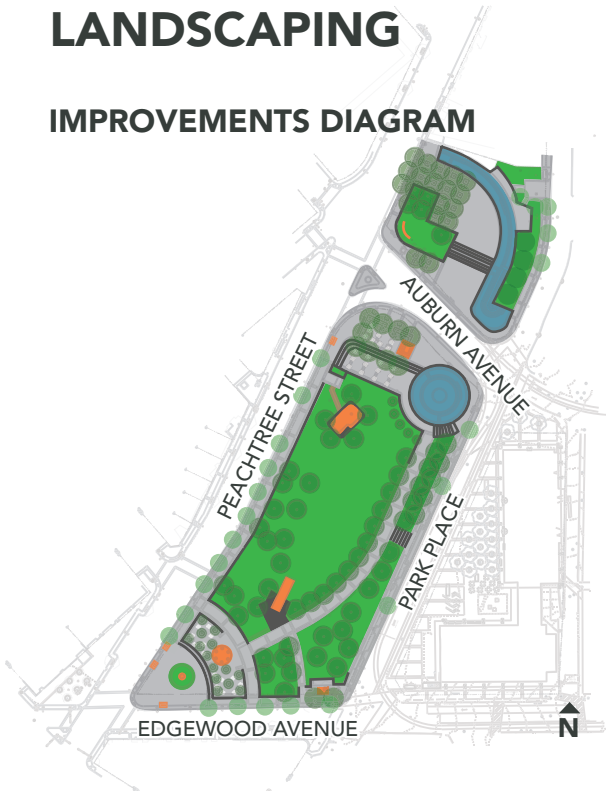 LANDSCAPING
IMPROVEMENTS DIAGRAM
AUBURN AVENUE
PEACHTREE STREET
PARK PLACE
EDGEWOOD AVENUE
N